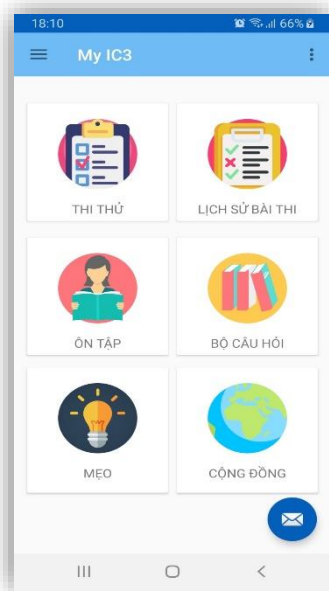 18:10 66%
My IC3
THI THỬ LỊCH SỬ BÀI THI
ÔN TẬP BỘ CÂU HỎI
MẸO CỘNG ĐỒNG